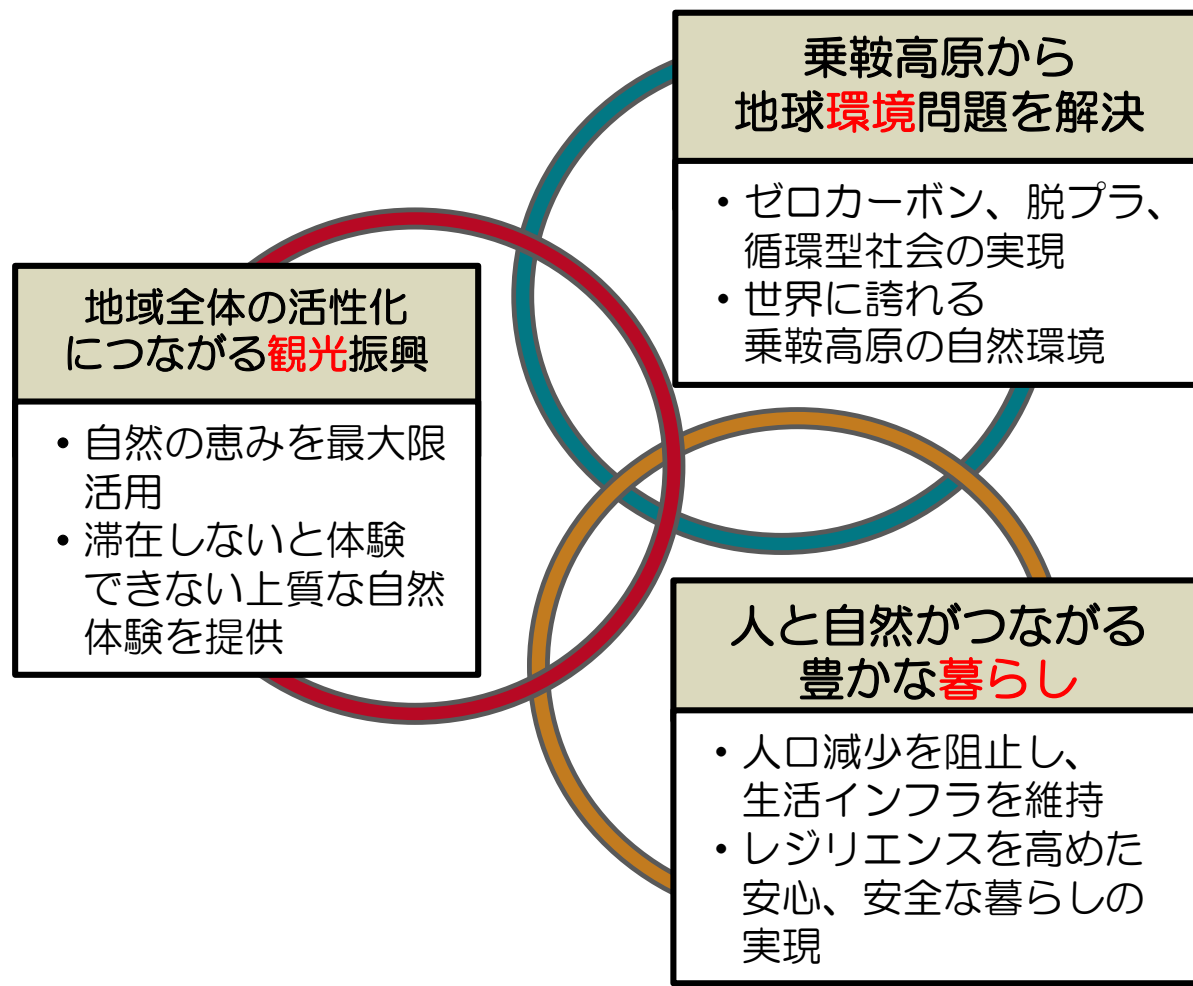 乗鞍高原から
地球環境問題を解決
・ゼロカーボン、脱プラ、
循環型社会の実現
・世界に誇れる
乗鞍高原の自然環境
地域全体の活性化
につながる観光振興
・自然の恵みを最大限
活用
・滞在しないと体験
できない上質な自然
体験を提供
人と自然がつながる
豊かな暮らし
・人口減少を阻止し、
生活インフラを維持
・レジリエンスを高めた
安心、安全な暮らしの
実現